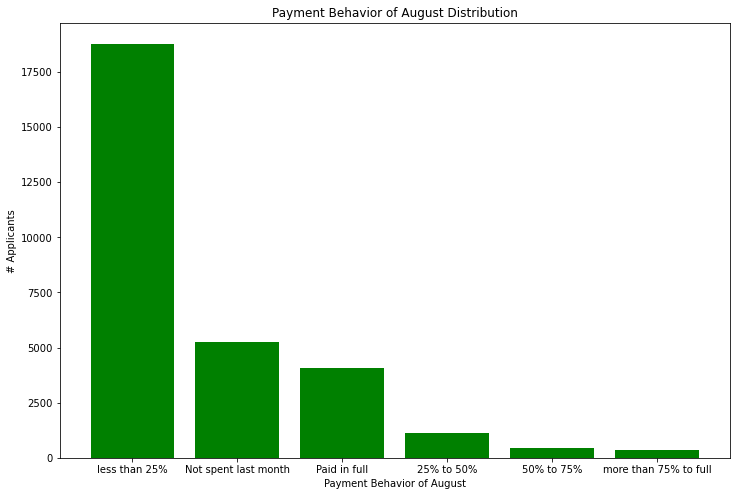 Payment Behavior of August Distribution
# Applicants
17500
15000
12500
10000
7500
5000
2500
0
less than 25%
Not spent last month
Paid in full
25% to 50%
50% to 75%
more than 75% to full
Payment Behavior of August